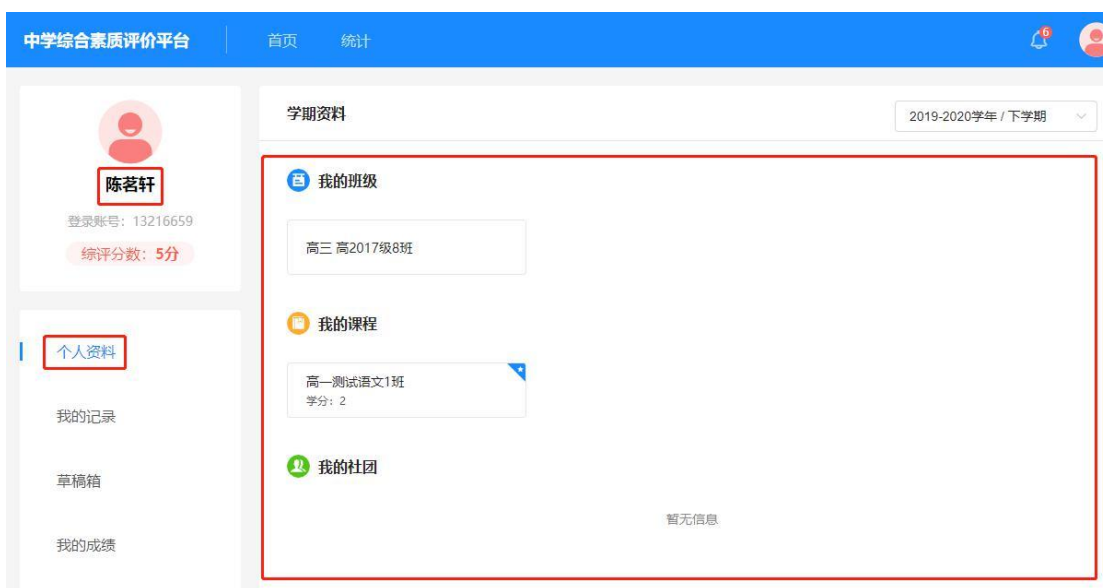 中学综合素质评价平台 首页 统计 6
陈茗轩
登录账号：13216659
综评分数：5分
个人资料
我的记录
草稿箱
我的成绩
学期资料 2019-2020学年 / 下学期
我的班级
高三 高2017级8班
我的课程
高一测试语文1班
学分：2
我的社团
暂无信息